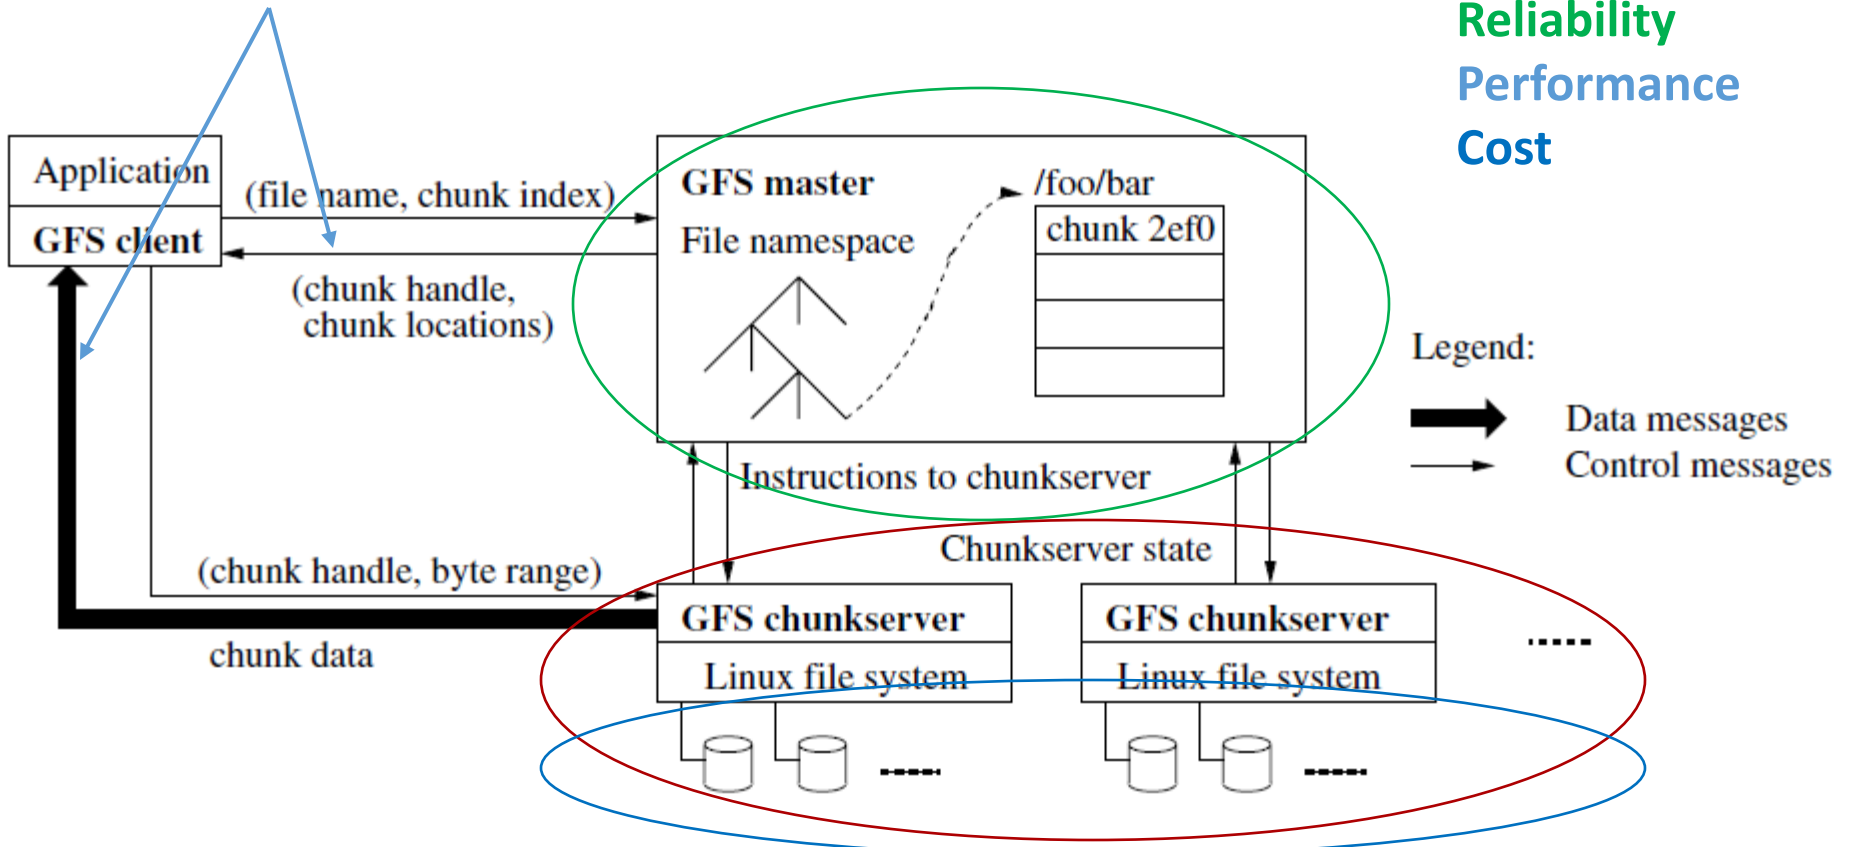 Reliability
Performance
Cost
Application
GFS client
(file name, chunk index)
(chunk handle,
chunk locations)
GFS master
File namespace
/foo/bar
chunk 2ef0
Legend:
Data messages
Control messages
Instructions to chunkserver
Chunkserver state
(chunk handle, byte range)
chunk data
GFS chunkserver
Linux file system
GFS chunkserver
Linux file system